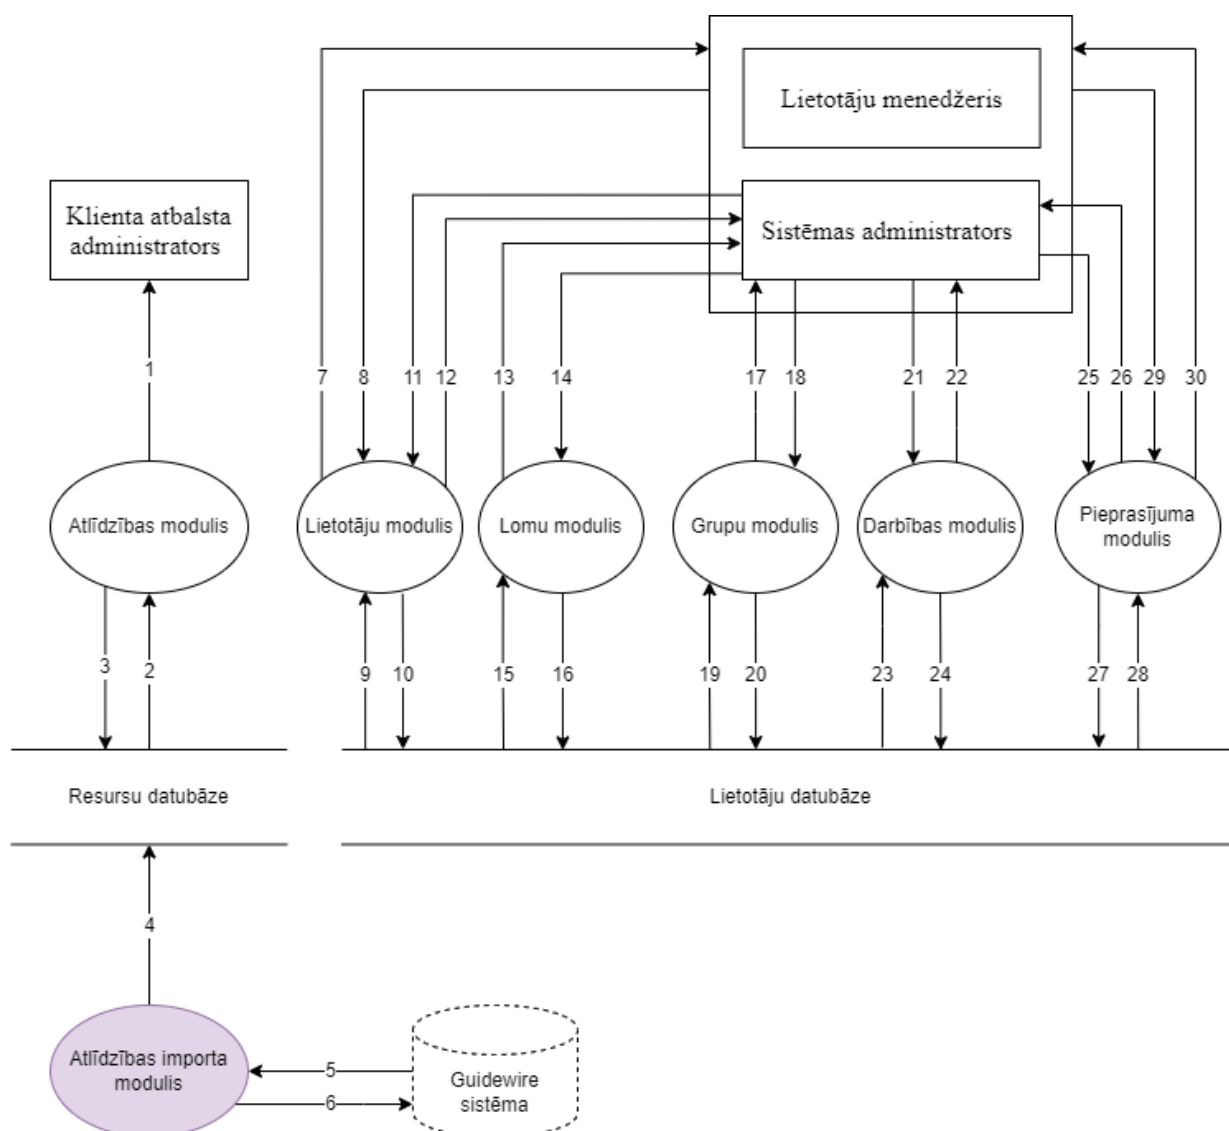 Lietotāju menedžeris
Klienta atbalsta
administrators
Sistēmas administrators
1
7
8
11
12
13
14
17
18
21
22
25
26
29
30
Atlīdzības modulis
Lietotāju modulis
Lomu modulis
Grupu modulis
Darbības modulis
Pieprasījuma
modulis
3
2
9
10
15
16
19
20
23
24
27
28
Resursu datubāze
Lietotāju datubāze
4
Atlīdzības importa
modulis
5
6
Guidewire
sistēma